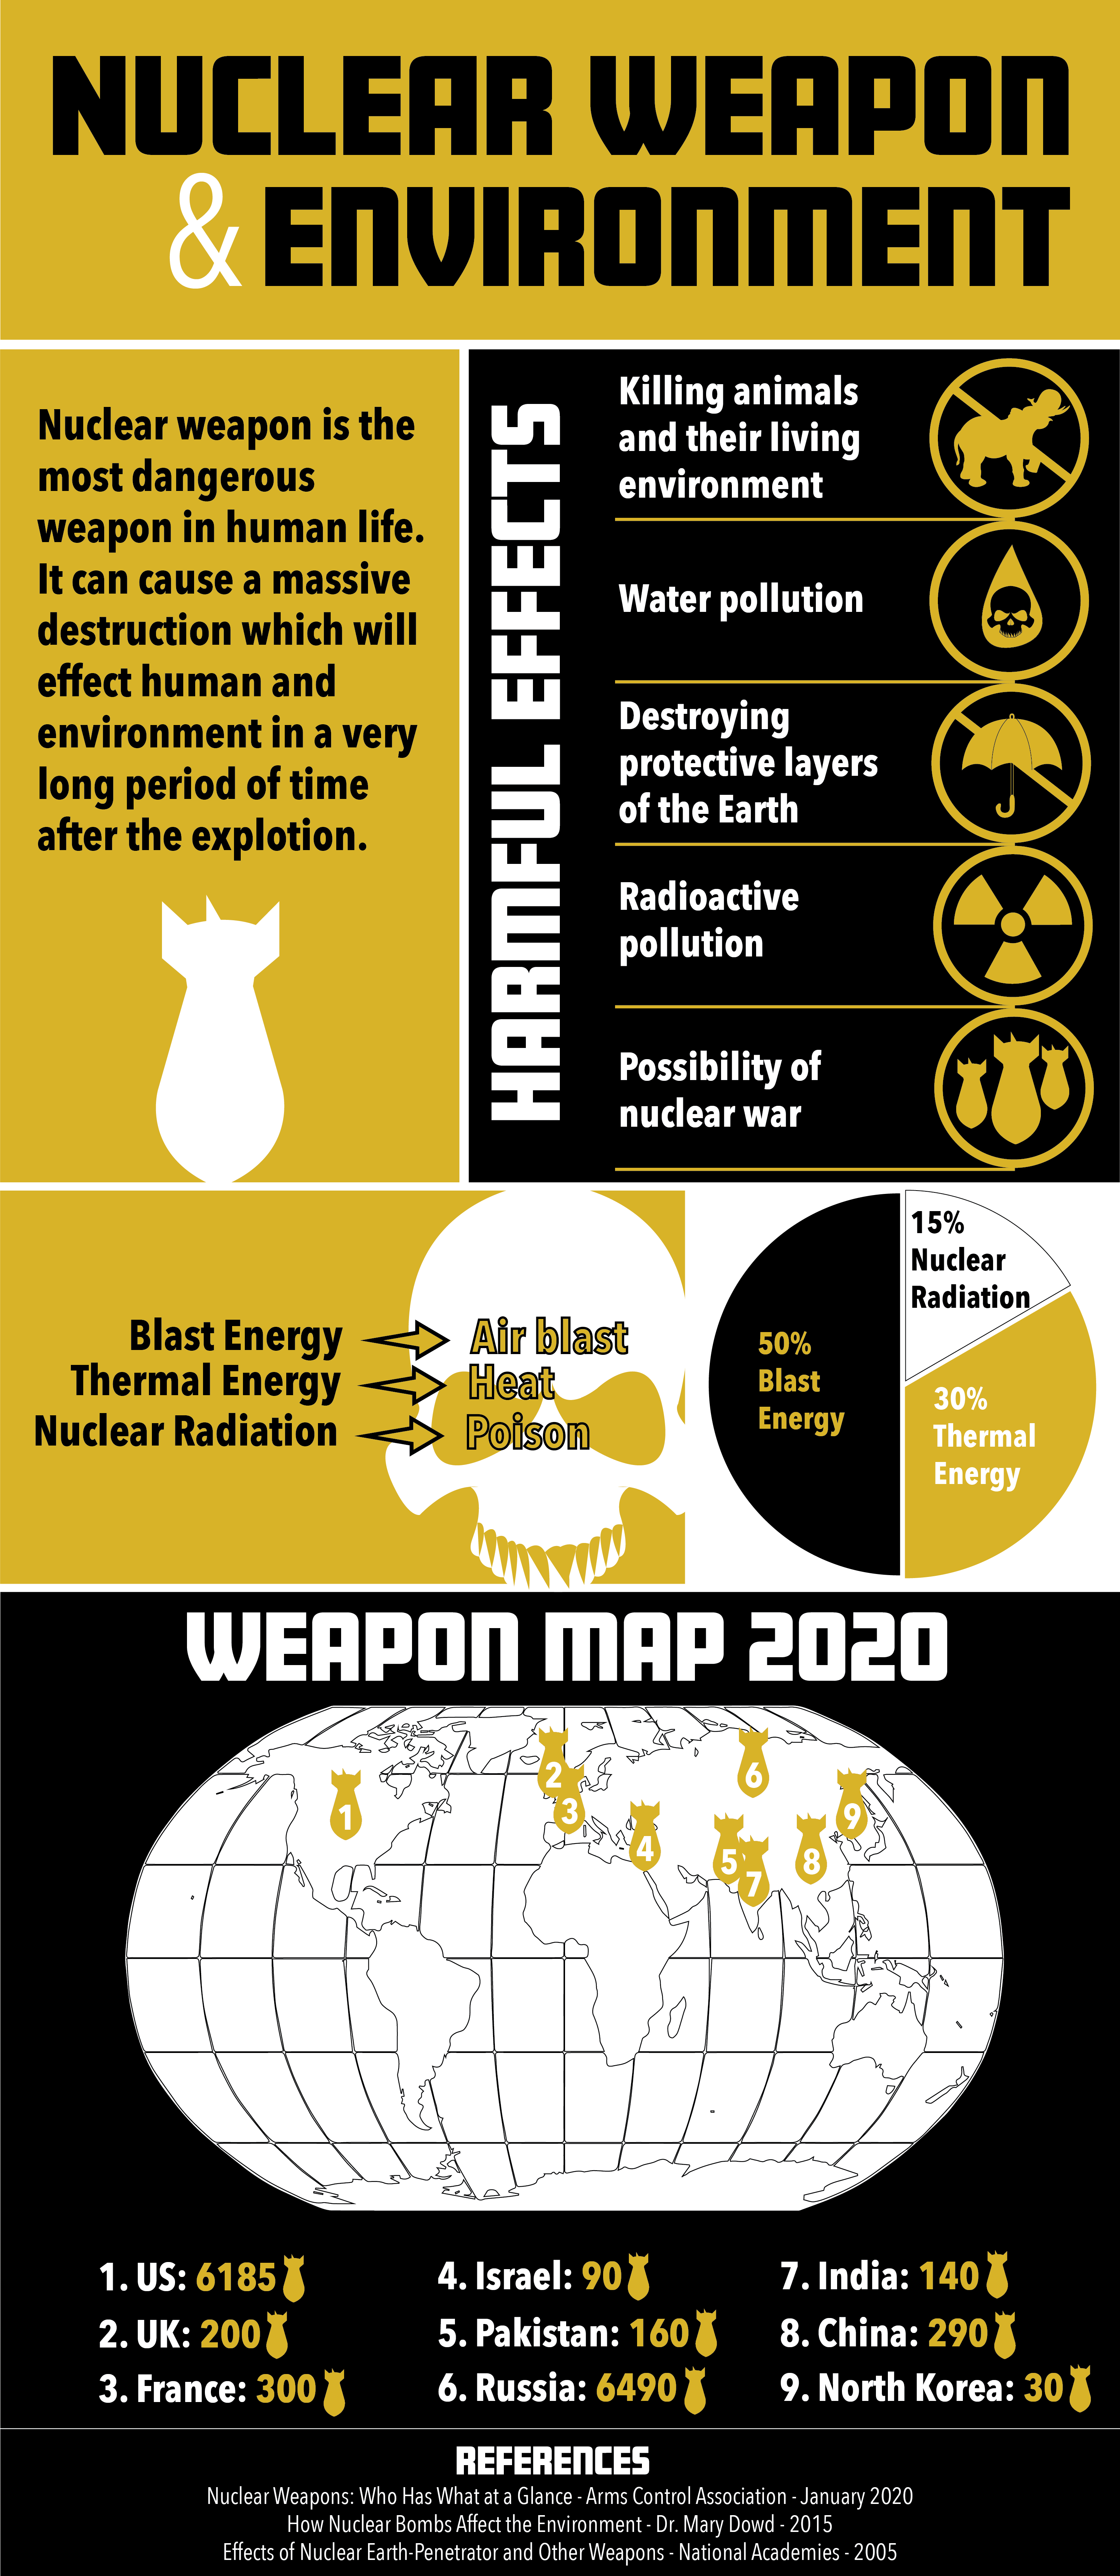 NUCLEAR WEAPON
& ENVIRONMENT
Nuclear weapon is the
most dangerous
weapon in human life.
It can cause a massive
destruction which will
effect human and
environment in a very
long period of time
after the explotion.
HARMFUL EFFECTS
Killing animals
and their living
environment
Water pollution
Destroying
protective layers
of the Earth
Radioactive
pollution
Possibility of
nuclear war
Blast Energy
Air blast
Thermal Energy
Heat
Nuclear Radiation
Poison
15%
Nuclear
Radiation
50%
Blast
Energy
30%
Thermal
Energy
WEAPON MAP 2020
1
2
3
4
5
6
7
8
9
1. US: 6185
2. UK: 200
3. France: 300
4. Israel: 90
5. Pakistan: 160
6. Russia: 6490
7. India: 140
8. China: 290
9. North Korea: 30
REFERENCES
Nuclear Weapons: Who Has What at a Glance - Arms Control Association - January 2020
How Nuclear Bombs Affect the Environment - Dr. Mary Dowd - 2015
Effects of Nuclear Earth-Penetrator and Other Weapons - National Academies - 2005